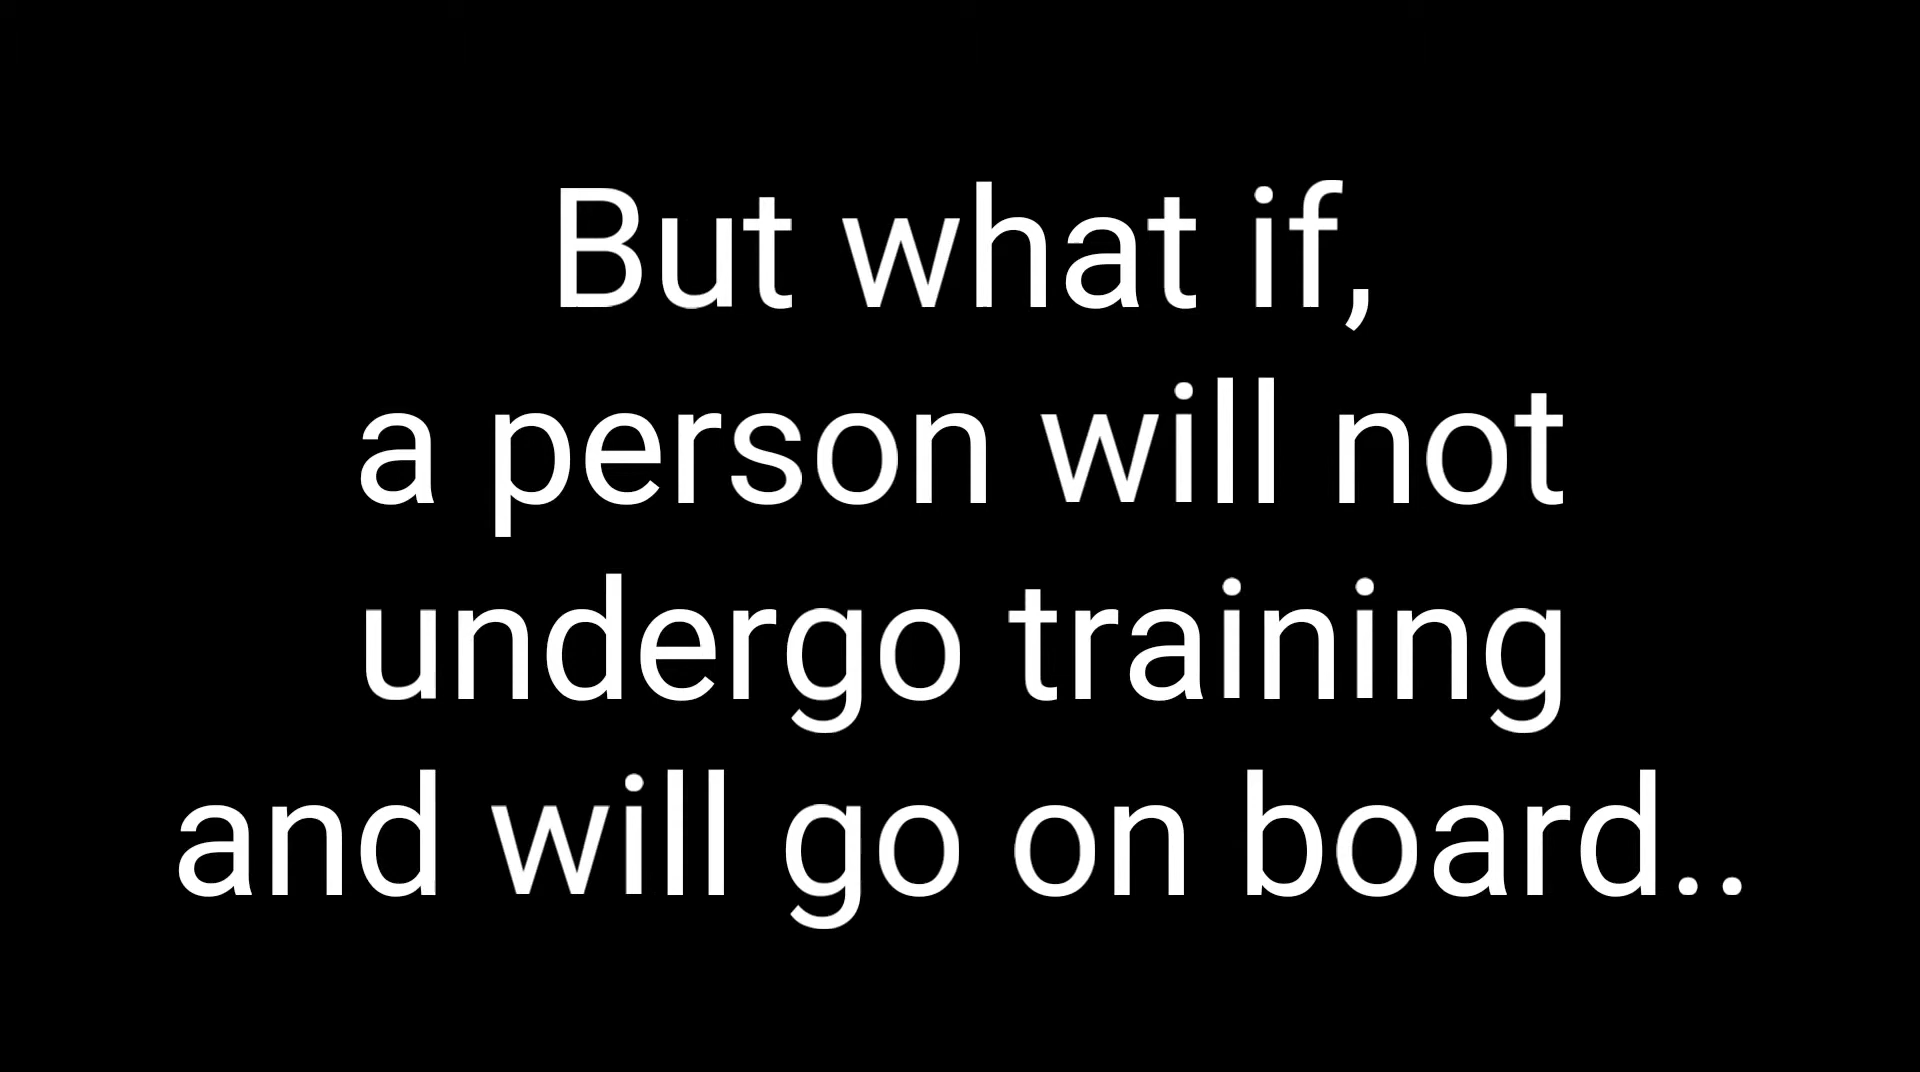 But what if,
a person will not
undergo training
and will go on board..